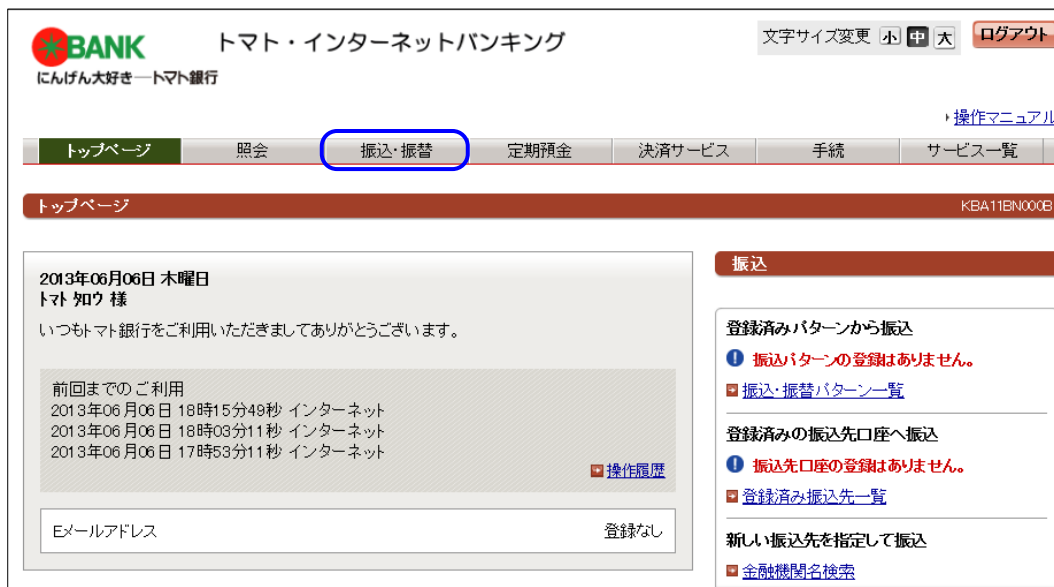 BANK
トマト・インターネットバンキング
文字サイズ変更 小 中 大
ログアウト
にんげん大好き―トマト銀行
操作マニュアル
トップページ 照会 振込・振替 定期預金 決済サービス 手続 サービス一覧
トップページ KBA11BN000B
2013年06月06日 木曜日
トマト タロウ 様
いつもトマト銀行をご利用いただきましてありがとうございます。
前回までのご利用
2013年06月06日 18時15分49秒 インターネット
2013年06月06日 18時03分11秒 インターネット
2013年06月06日 17時53分11秒 インターネット
操作履歴
Eメールアドレス 登録なし
振込
登録済みパターンから振込
振込パターンの登録はありません。
振込・振替パターン一覧
登録済みの振込先口座へ振込
振込先口座の登録はありません。
登録済み振込先一覧
新しい振込先を指定して振込
金融機関名検索